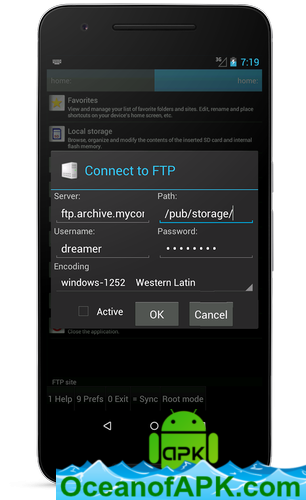 3G 7:19
home: home:
Favorites
View and manage your list of favorite folders and sites. Edit, rename and place
shortcuts on your device's home screen, etc.
Local storage
Browse, organize and modify the contents of the inserted SD card and internal
flash memory.
Connect to FTP
Server: Path:
ftp.archive.mycor /pub/storage/
Username: Password:
dreamer ••••••••
Encoding
windows-1252 Western Latin
Active OK Cancel
Close the application.
FTP site
1 Help 9 Prefs 0 Exit = Sync Root mode
APK
OceanofAPK.com